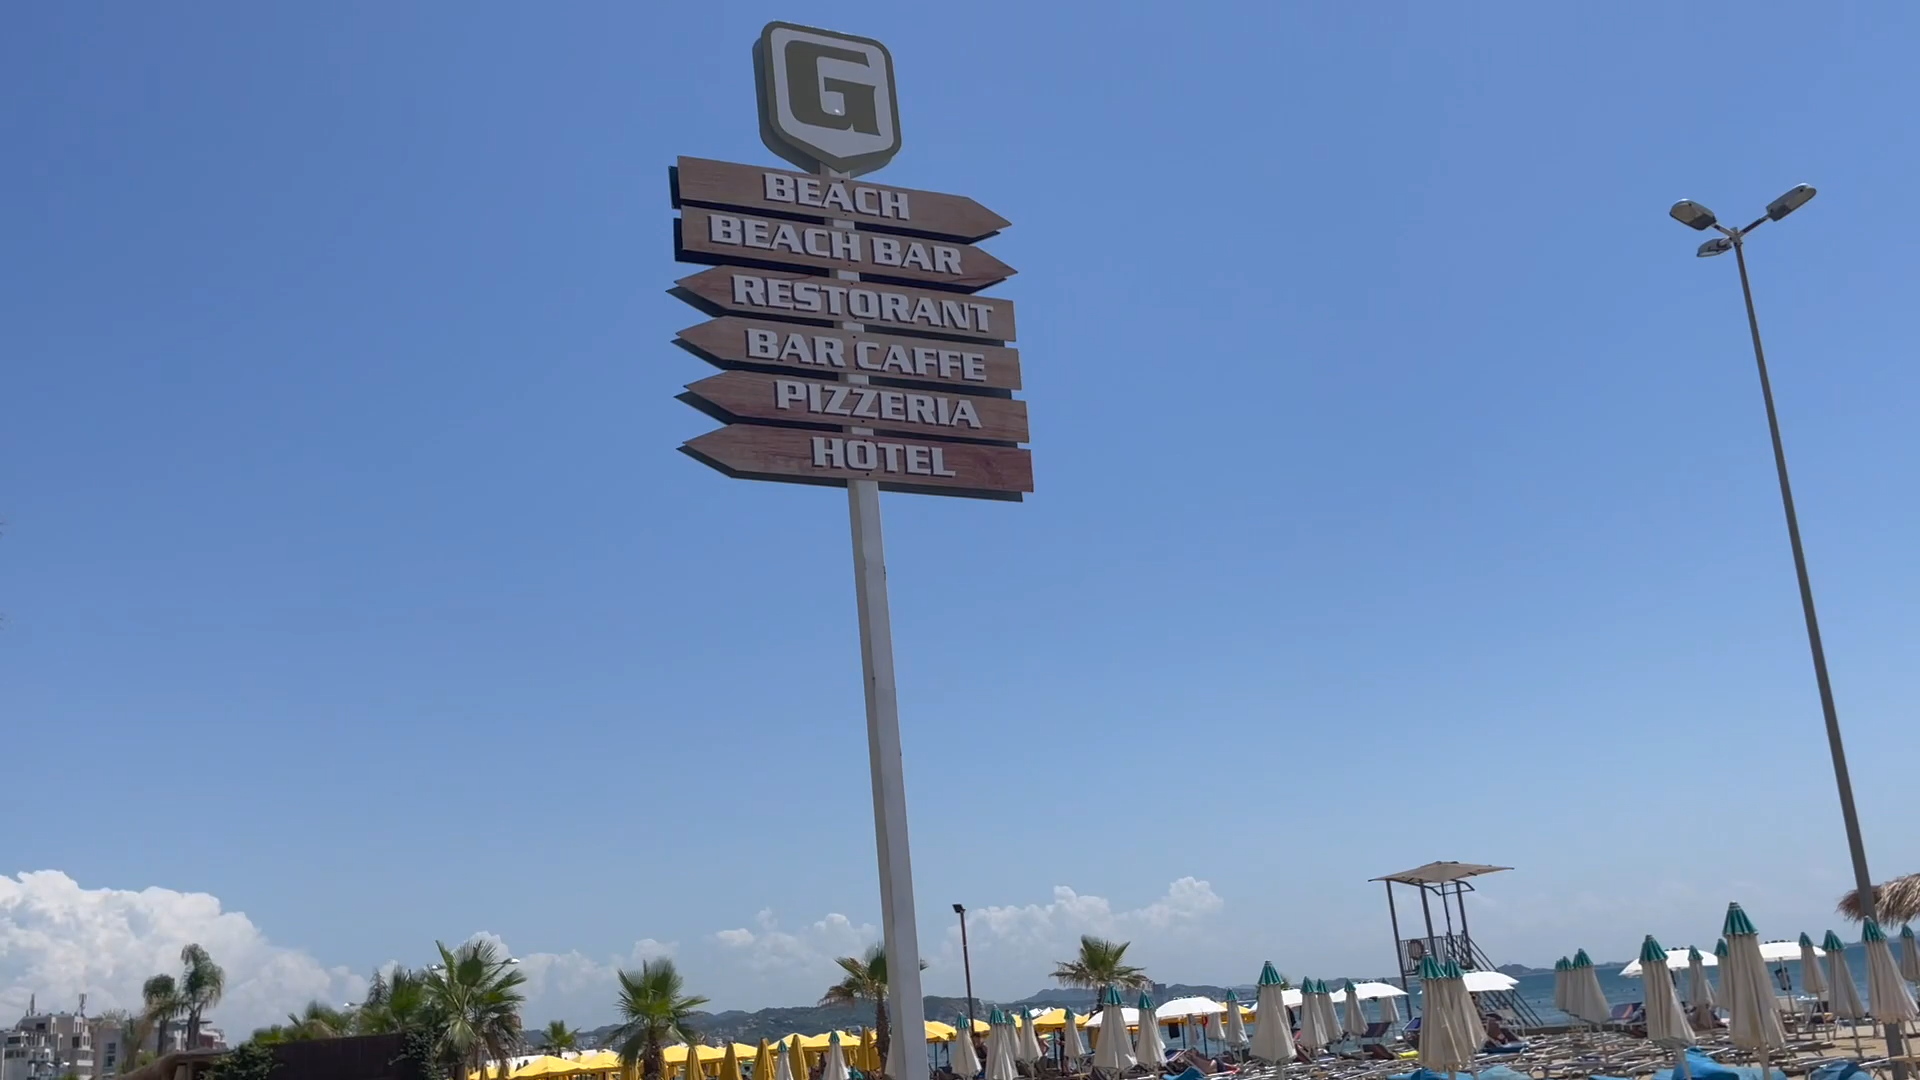 G
BEACH
BEACH BAR
RESTORANT
BAR CAFFE
PIZZERIA
HOTEL